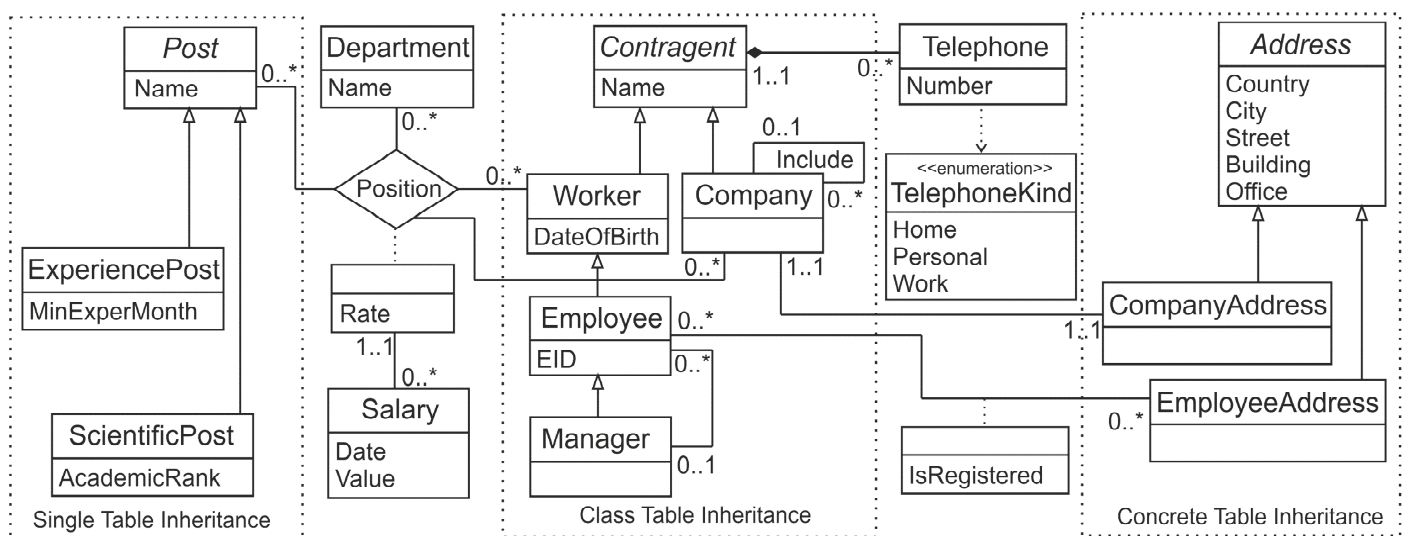 Post
Name
0..*
Department
Name
0..*
Position
0..*
Contragent
Name
1..1
0..*
Telephone
Number
<<enumeration>>
TelephoneKind
Home
Personal
Work
Address
Country
City
Street
Building
Office
Worker
DateOfBirth
0..1
Include
Company
0..*
0..*
1..1
ExperiencePost
MinExperMonth
Rate
1..1
0..*
Salary
Date
Value
Employee
EID
0..*
0..*
Manager
0..1
CompanyAddress
1..1
EmployeeAddress
0..*
IsRegistered
ScientificPost
AcademicRank
Single Table Inheritance
Class Table Inheritance
Concrete Table Inheritance